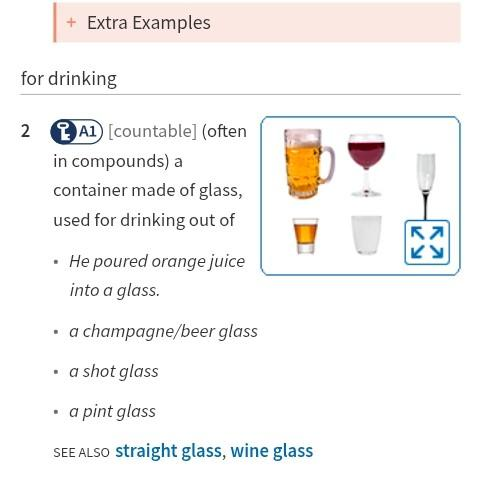 + Extra Examples
for drinking
2 A1 [countable] (often
in compounds) a
container made of glass,
used for drinking out of
• He poured orange juice
into a glass.
• a champagne/beer glass
• a shot glass
• a pint glass
SEE ALSO straight glass, wine glass